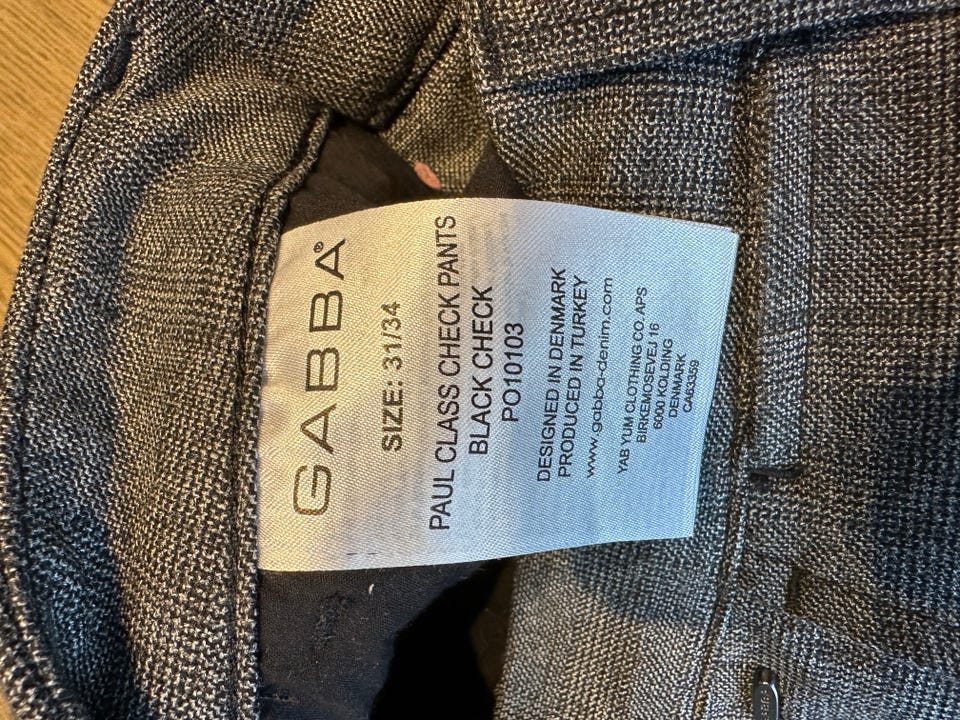 GABBA®
SIZE: 31/34
PAUL CLASS CHECK PANTS
BLACK CHECK
PO10103
DESIGNED IN DENMARK
PRODUCED IN TURKEY
www.gabba-denim.com
YAB YUM CLOTHING CO. APS
BIRKEMOSEVEJ 16
6000 KOLDING
DENMARK
CA63359